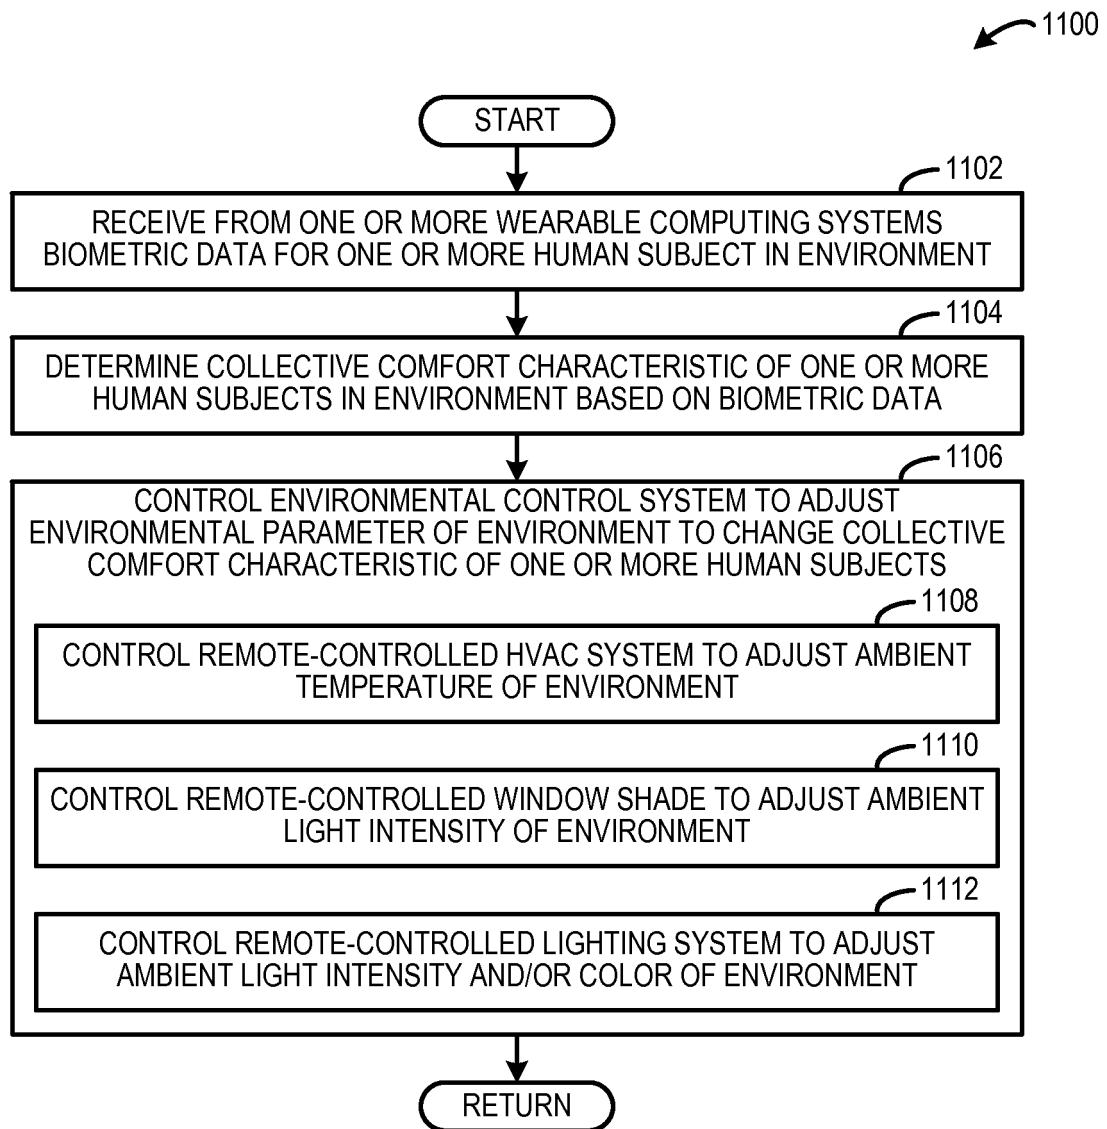 1100
START
1102
RECEIVE FROM ONE OR MORE WEARABLE COMPUTING SYSTEMS
BIOMETRIC DATA FOR ONE OR MORE HUMAN SUBJECT IN ENVIRONMENT
1104
DETERMINE COLLECTIVE COMFORT CHARACTERISTIC OF ONE OR MORE
HUMAN SUBJECTS IN ENVIRONMENT BASED ON BIOMETRIC DATA
1106
CONTROL ENVIRONMENTAL CONTROL SYSTEM TO ADJUST
ENVIRONMENTAL PARAMETER OF ENVIRONMENT TO CHANGE COLLECTIVE
COMFORT CHARACTERISTIC OF ONE OR MORE HUMAN SUBJECTS
1108
CONTROL REMOTE-CONTROLLED HVAC SYSTEM TO ADJUST AMBIENT
TEMPERATURE OF ENVIRONMENT
1110
CONTROL REMOTE-CONTROLLED WINDOW SHADE TO ADJUST AMBIENT
LIGHT INTENSITY OF ENVIRONMENT
1112
CONTROL REMOTE-CONTROLLED LIGHTING SYSTEM TO ADJUST
AMBIENT LIGHT INTENSITY AND/OR COLOR OF ENVIRONMENT
RETURN